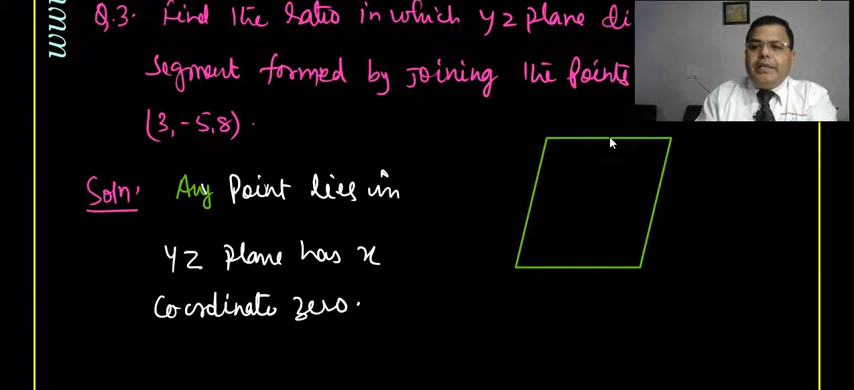 Q.3. Find the ratio in which YZ plane di
segment formed by joining the points
(3,-5,8).
Soln. Any Point lies in
YZ plane has x
coordinate zero.